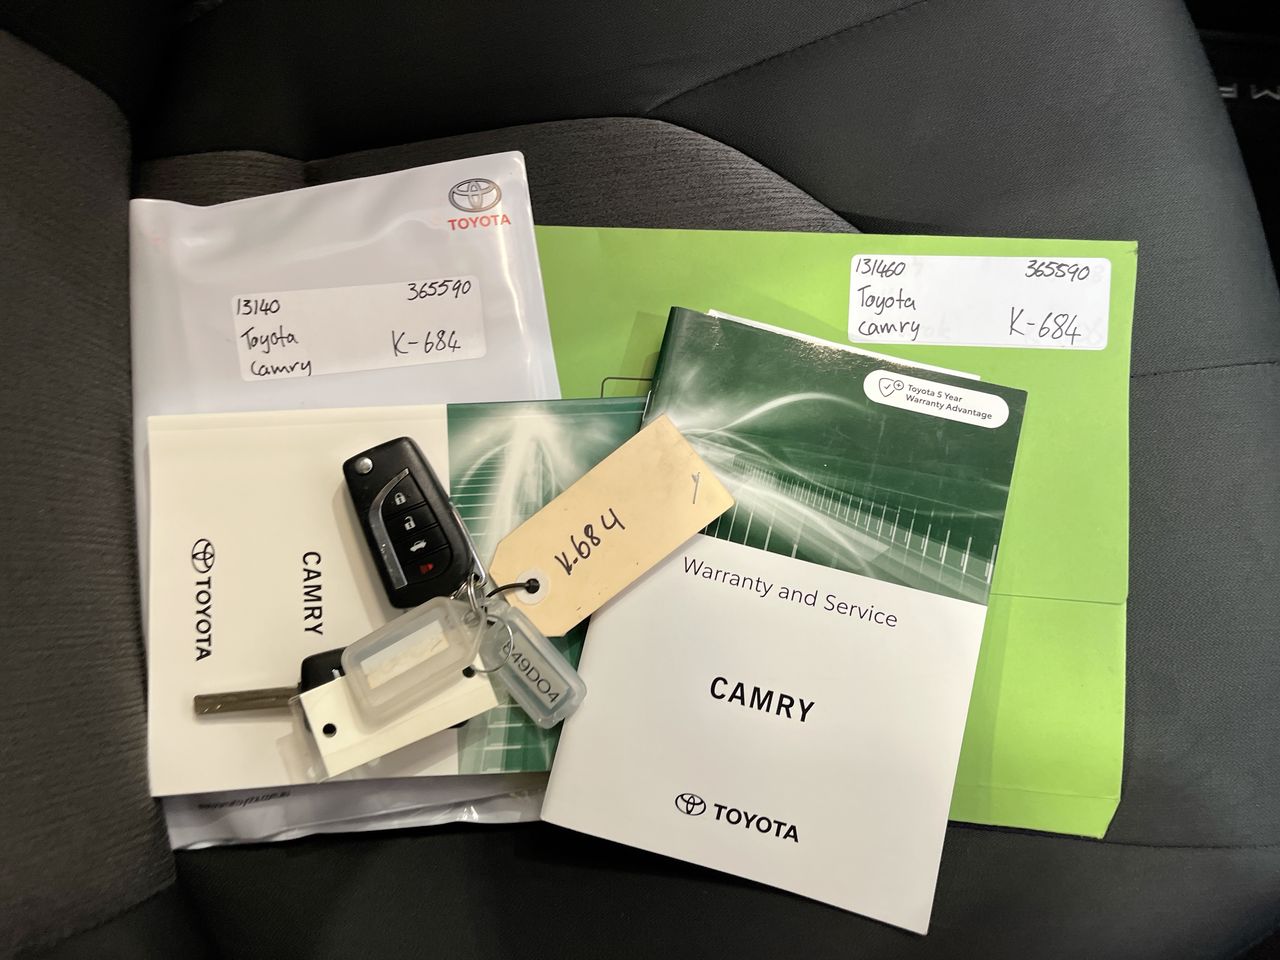 TOYOTA
13140 365590
Toyota
Camry K-684
131460 365590
Toyota
camry K-684
Toyota 5 Year
Warranty Advantage
Warranty and Service
CAMRY
TOYOTA
TOYOTA
CAMRY
K-684
849DO4